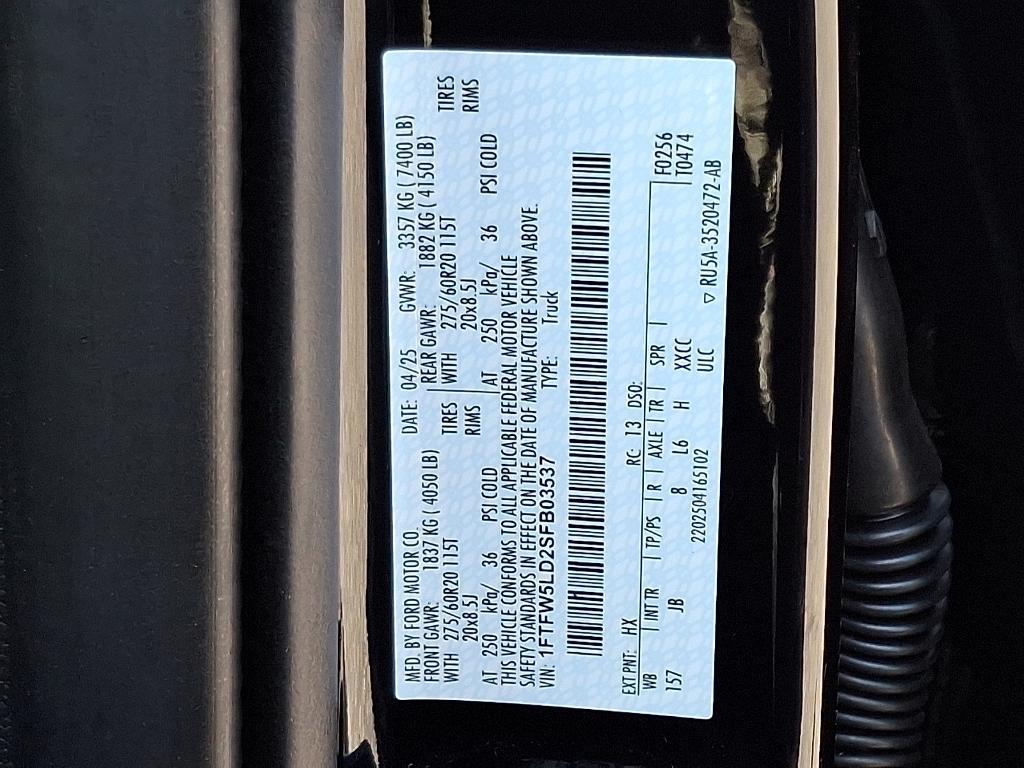 MFD. BY FORD MOTOR CO. DATE: 04/25 GVWR: 3357 KG ( 7400 LB)
FRONT GAWR: 1837 KG ( 4050 LB) REAR GAWR: 1882 KG ( 4150 LB)
WITH 275/60R20 115T TIRES WITH 275/60R20 115T TIRES
20x8.5J RIMS 20x8.5J RIMS
AT 250 kPa/ 36 PSI COLD AT 250 kPa/ 36 PSI COLD
THIS VEHICLE CONFORMS TO ALL APPLICABLE FEDERAL MOTOR VEHICLE
SAFETY STANDARDS IN EFFECT ON THE DATE OF MANUFACTURE SHOWN ABOVE.
VIN: 1FTFW5LD2SFB03537 TYPE: Truck
EXT PNT: HX RC: 13 DSO: F0256
WB INT TR TP/PS R AXLE TR SPR T0474
157 JB 8 L6 H XXCC
2202504165102 ULC ▽ RU5A-3520472-AB